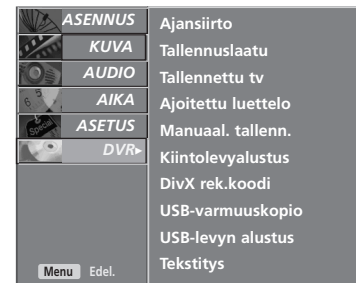 ASENNUS
KUVA
AUDIO
AIKA
ASETUS
DVR►
Menu Edel.
Ajansiirto
Tallennuslaatu
Tallennettu tv
Ajoitettu luettelo
Manuaal. tallenn.
Kiintolevyalustus
DivX rek.koodi
USB-varmuuskopio
USB-levyn alustus
Tekstitys